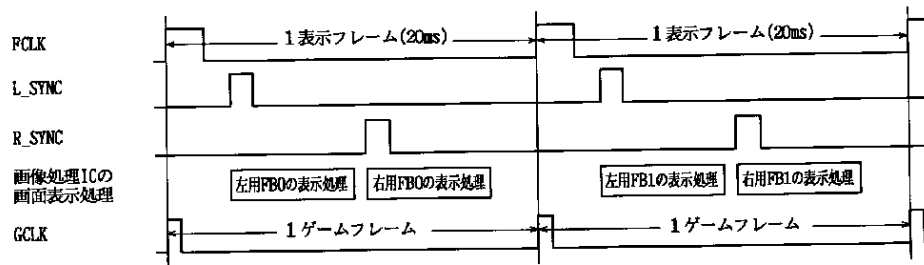 FCLK
1表示フレーム(20ms)
1表示フレーム(20ms)
L_SYNC
R_SYNC
画像処理ICの
画面表示処理
左用FB0の表示処理
右用FB0の表示処理
左用FB1の表示処理
右用FB1の表示処理
GCLK
1ゲームフレーム
1ゲームフレーム